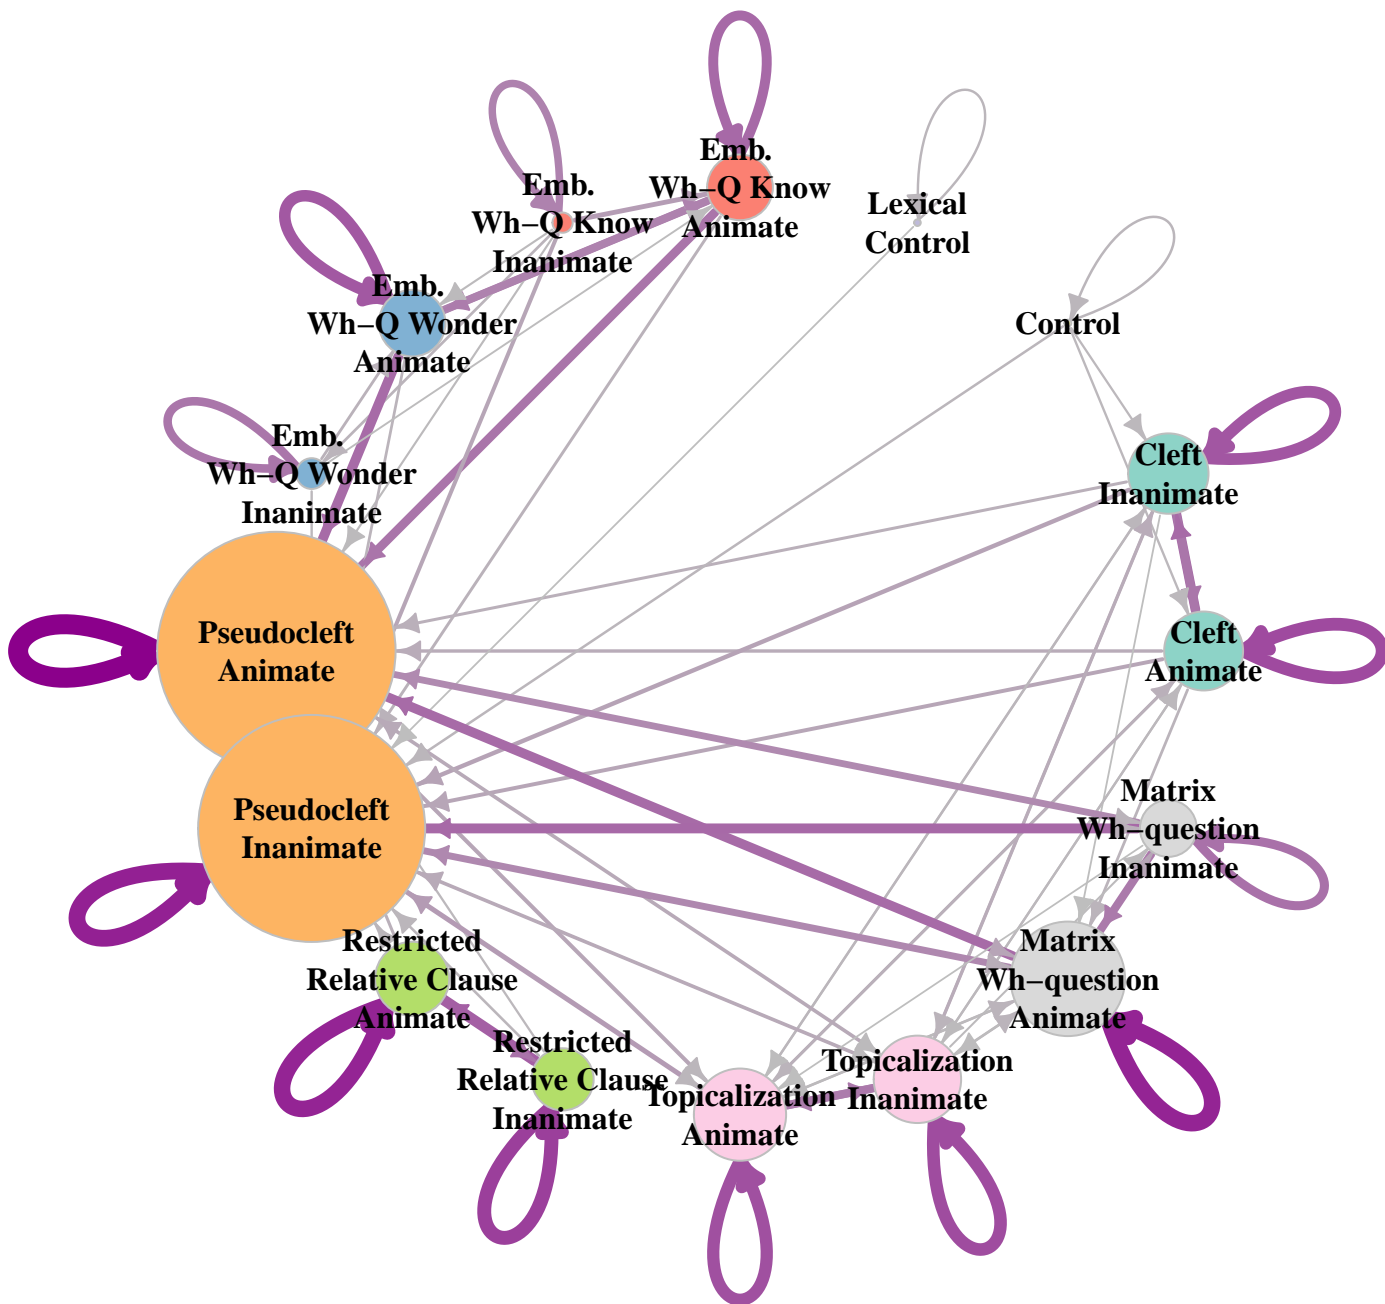 Emb.
Wh−Q Know
Animate
Emb.
Wh−Q Know
Inanimate
Lexical
Control
Emb.
Wh−Q Wonder
Animate
Control
Emb.
Wh−Q Wonder
Inanimate
Cleft
Inanimate
Pseudocleft
Animate
Cleft
Animate
Pseudocleft
Inanimate
Matrix
Wh−question
Inanimate
Restricted
Relative Clause
Animate
Matrix
Wh−question
Animate
Restricted
Relative Clause
Inanimate
Topicalization
Animate
Topicalization
Inanimate